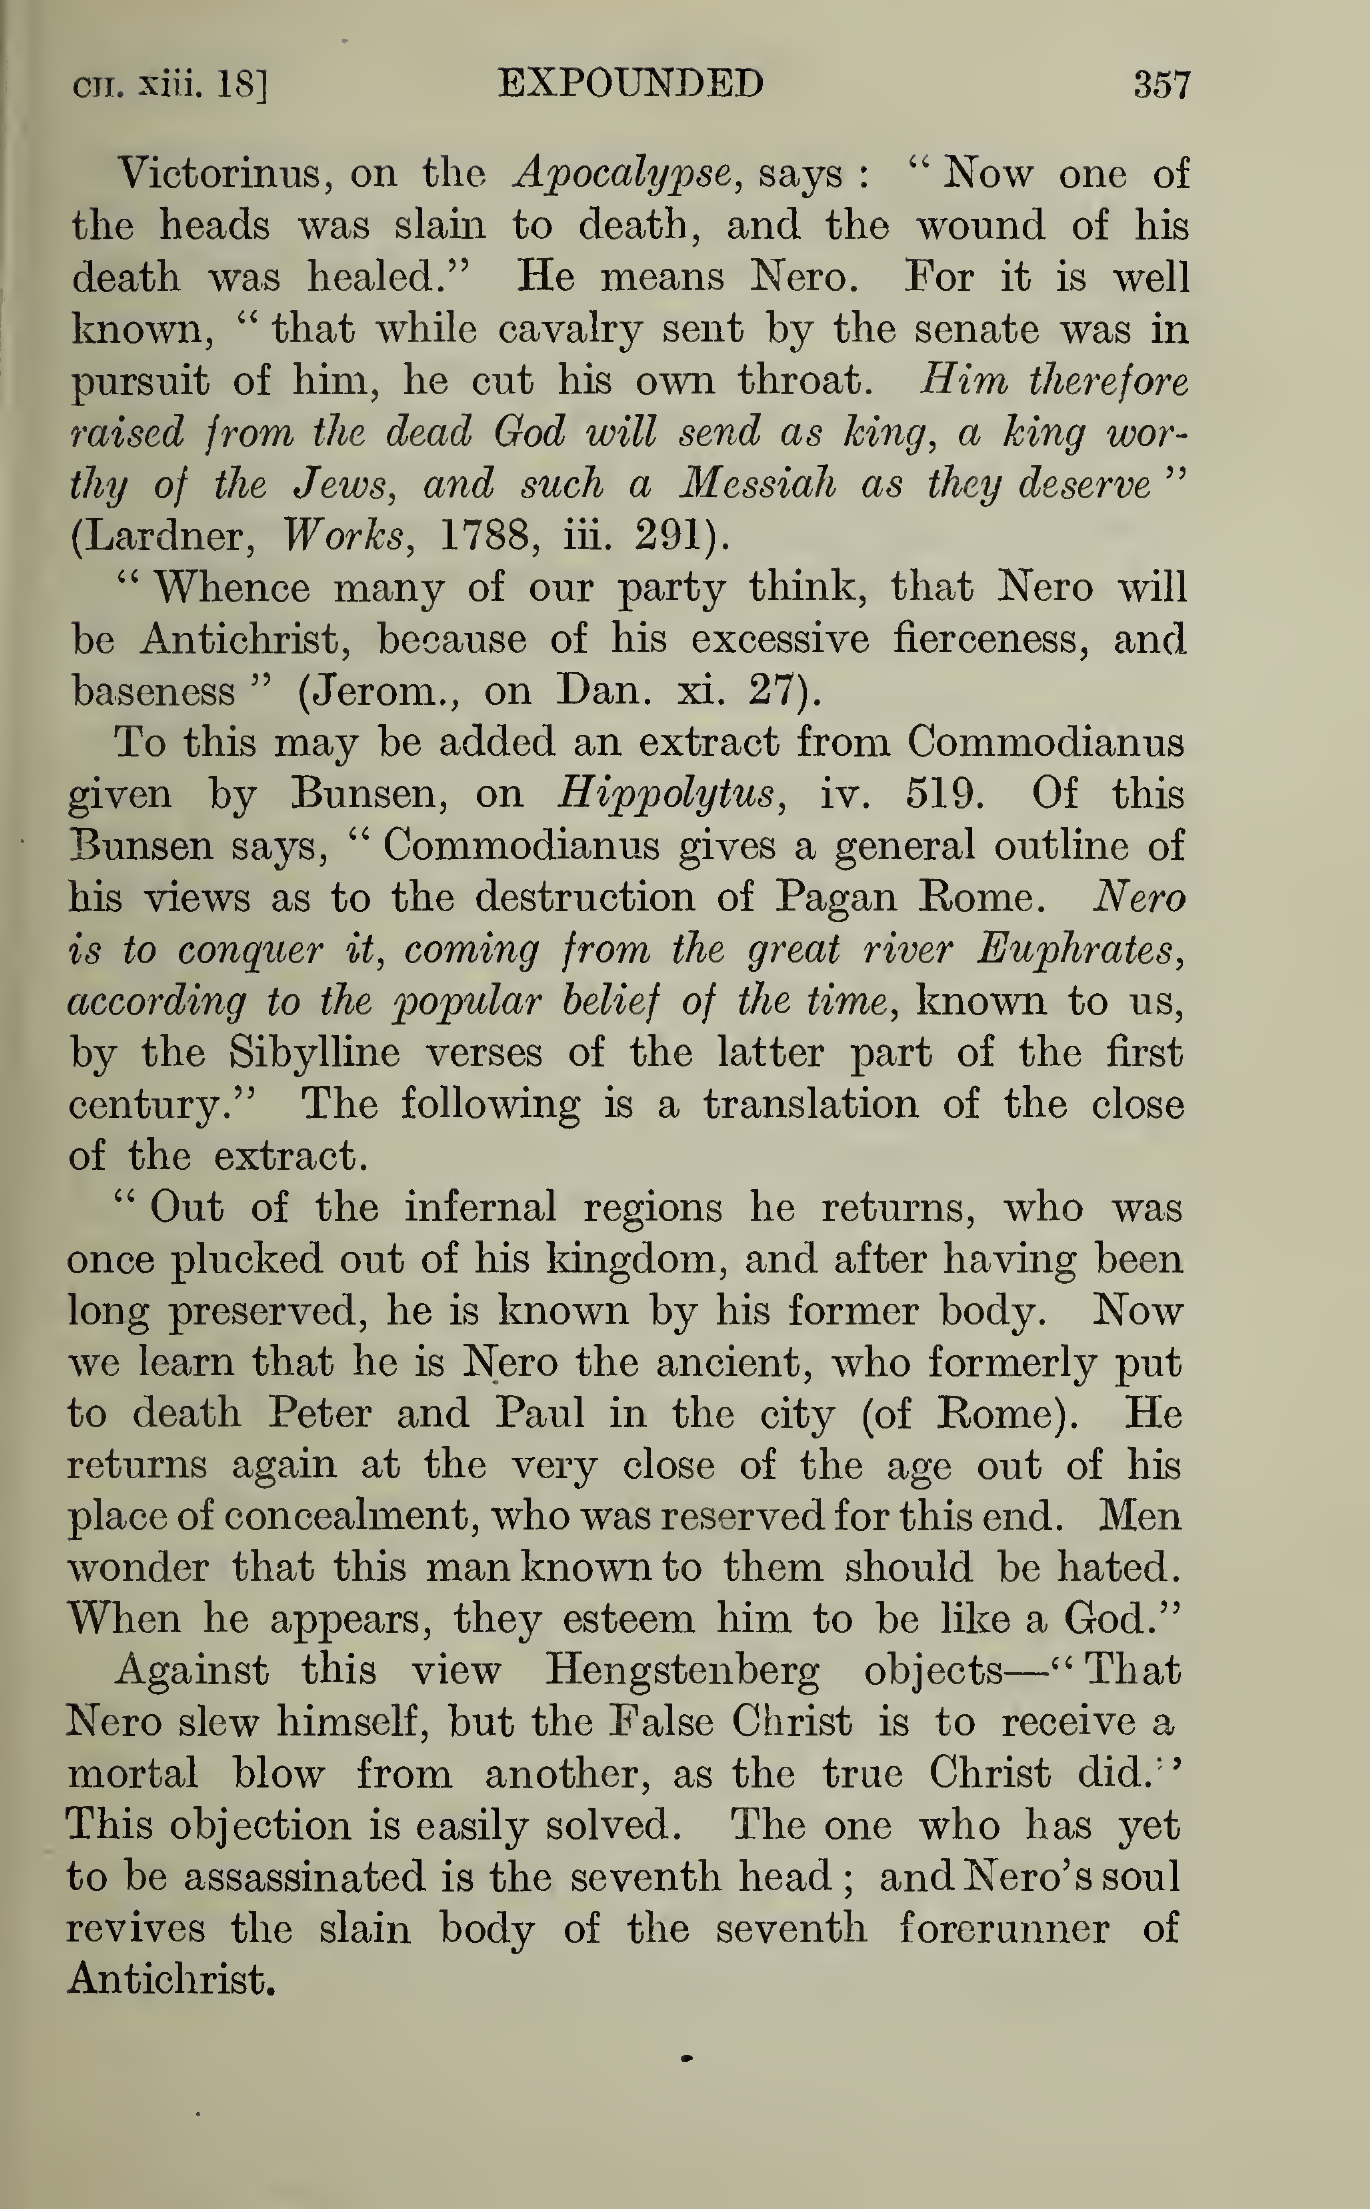 CH. xiii. 18] EXPOUNDED 357
Victorinus, on the Apocalypse, says : “ Now one of
the heads was slain to death, and the wound of his
death was healed.” He means Nero. For it is well
known, “ that while cavalry sent by the senate was in
pursuit of him, he cut his own throat. Him therefore
raised from the dead God will send as king, a king wor-
thy of the Jews, and such a Messiah as they deserve ”
(Lardner, Works, 1788, iii. 291).
“ Whence many of our party think, that Nero will
be Antichrist, because of his excessive fierceness, and
baseness ” (Jerom., on Dan. xi. 27).
To this may be added an extract from Commodianus
given by Bunsen, on Hippolytus, iv. 519. Of this
Bunsen says, “ Commodianus gives a general outline of
his views as to the destruction of Pagan Rome. Nero
is to conquer it, coming from the great river Euphrates,
according to the popular belief of the time, known to us,
by the Sibylline verses of the latter part of the first
century.” The following is a translation of the close
of the extract.
“ Out of the infernal regions he returns, who was
once plucked out of his kingdom, and after having been
long preserved, he is known by his former body. Now
we learn that he is Nero the ancient, who formerly put
to death Peter and Paul in the city (of Rome). He
returns again at the very close of the age out of his
place of concealment, who was reserved for this end. Men
wonder that this man known to them should be hated.
When he appears, they esteem him to be like a God.”
Against this view Hengstenberg objects—“ That
Nero slew himself, but the False Christ is to receive a
mortal blow from another, as the true Christ did.”
This objection is easily solved. The one who has yet
to be assassinated is the seventh head ; and Nero’s soul
revives the slain body of the seventh forerunner of
Antichrist.